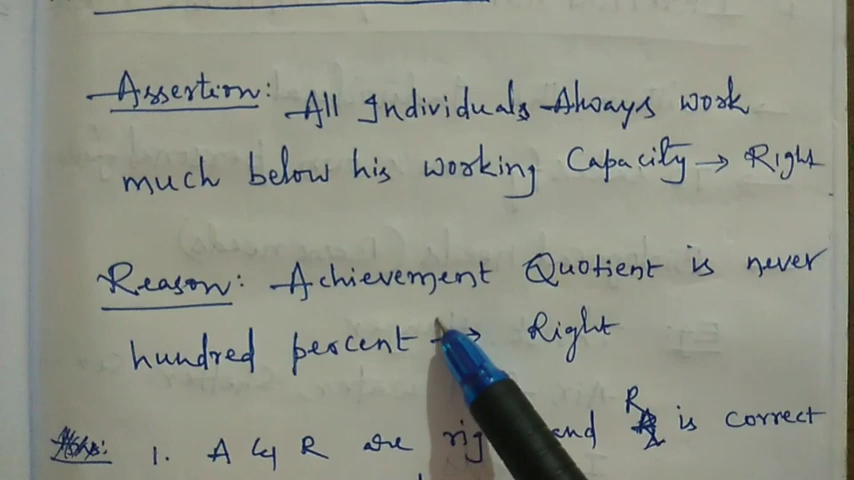 Assertion: All Individuals Always work
much below his working Capacity → Right
Reason: Achievement Quotient is never
hundred percent → Right
1. A & R are and R is correct